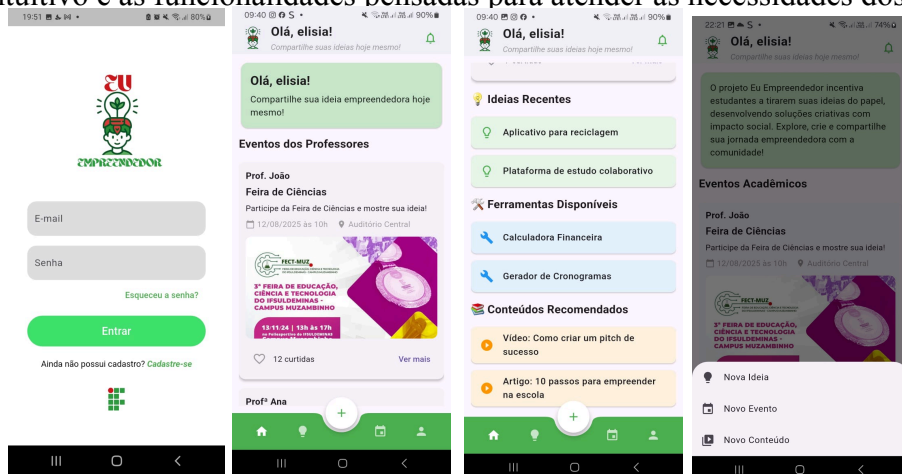 tuitivo e as funcionalidades pensadas para atender às necessidades dos
19:51
80%
EU
EMPREENDEDOR
E-mail
Senha
Esqueceu a senha?
Entrar
Ainda não possui cadastro? Cadastre-se
09:40
90%
Olá, elisia!
Compartilhe suas ideias hoje mesmo!
Olá, elisia!
Compartilhe sua ideia empreendedora hoje
mesmo!
Eventos dos Professores
Prof. João
Feira de Ciências
Participe da Feira de Ciências e mostre sua ideia!
12/08/2025 às 10h
Auditório Central
FECT-MUZ
3ª FEIRA DE EDUCAÇÃO,
CIÊNCIA E TECNOLOGIA
DO IFSULDEMINAS -
CAMPUS MUZAMBINHO
13/11/24 | 13h às 17h
12 curtidas
Ver mais
Profª Ana
09:40
90%
Olá, elisia!
Compartilhe suas ideias hoje mesmo!
Ideias Recentes
Aplicativo para reciclagem
Plataforma de estudo colaborativo
Ferramentas Disponíveis
Calculadora Financeira
Gerador de Cronogramas
Conteúdos Recomendados
Vídeo: Como criar um pitch de
sucesso
Artigo: 10 passos para empreender
na escola
22:21
74%
Olá, elisia!
Compartilhe suas ideias hoje mesmo!
O projeto Eu Empreendedor incentiva
estudantes a tirarem suas ideias do papel,
desenvolvendo soluções criativas com
impacto social. Explore, crie e compartilhe
sua jornada empreendedora com a
comunidade!
Eventos Acadêmicos
Prof. João
Feira de Ciências
Participe da Feira de Ciências e mostre sua ideia!
12/08/2025 às 10h
Auditório Central
FECT-MUZ
3ª FEIRA DE EDUCAÇÃO,
CIÊNCIA E TECNOLOGIA
DO IFSULDEMINAS -
CAMPUS MUZAMBINHO
Nova Ideia
Novo Evento
Novo Conteúdo